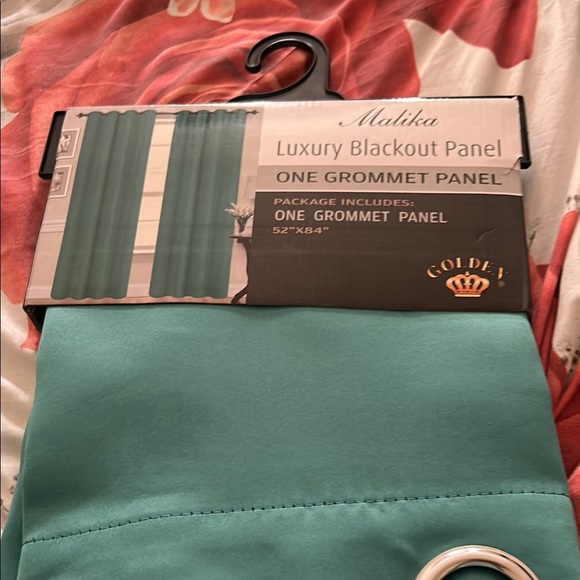 Malika
Luxury Blackout Panel
ONE GROMMET PANEL
PACKAGE INCLUDES:
ONE GROMMET PANEL
52"X84"
GOLDEN
®